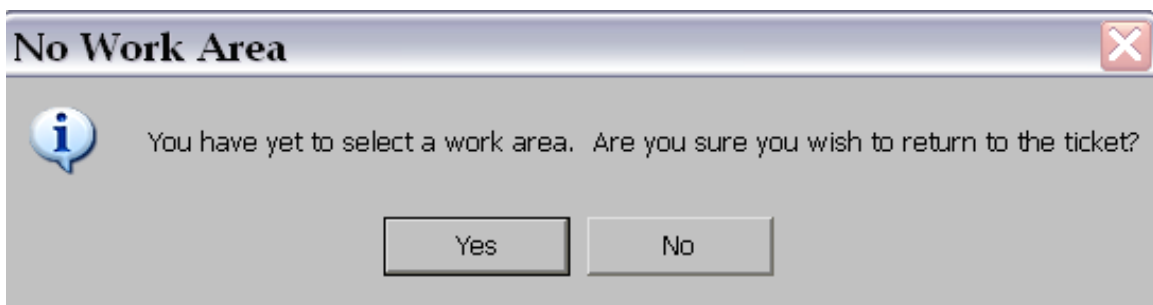 No Work Area
You have yet to select a work area.  Are you sure you wish to return to the ticket?
Yes
No